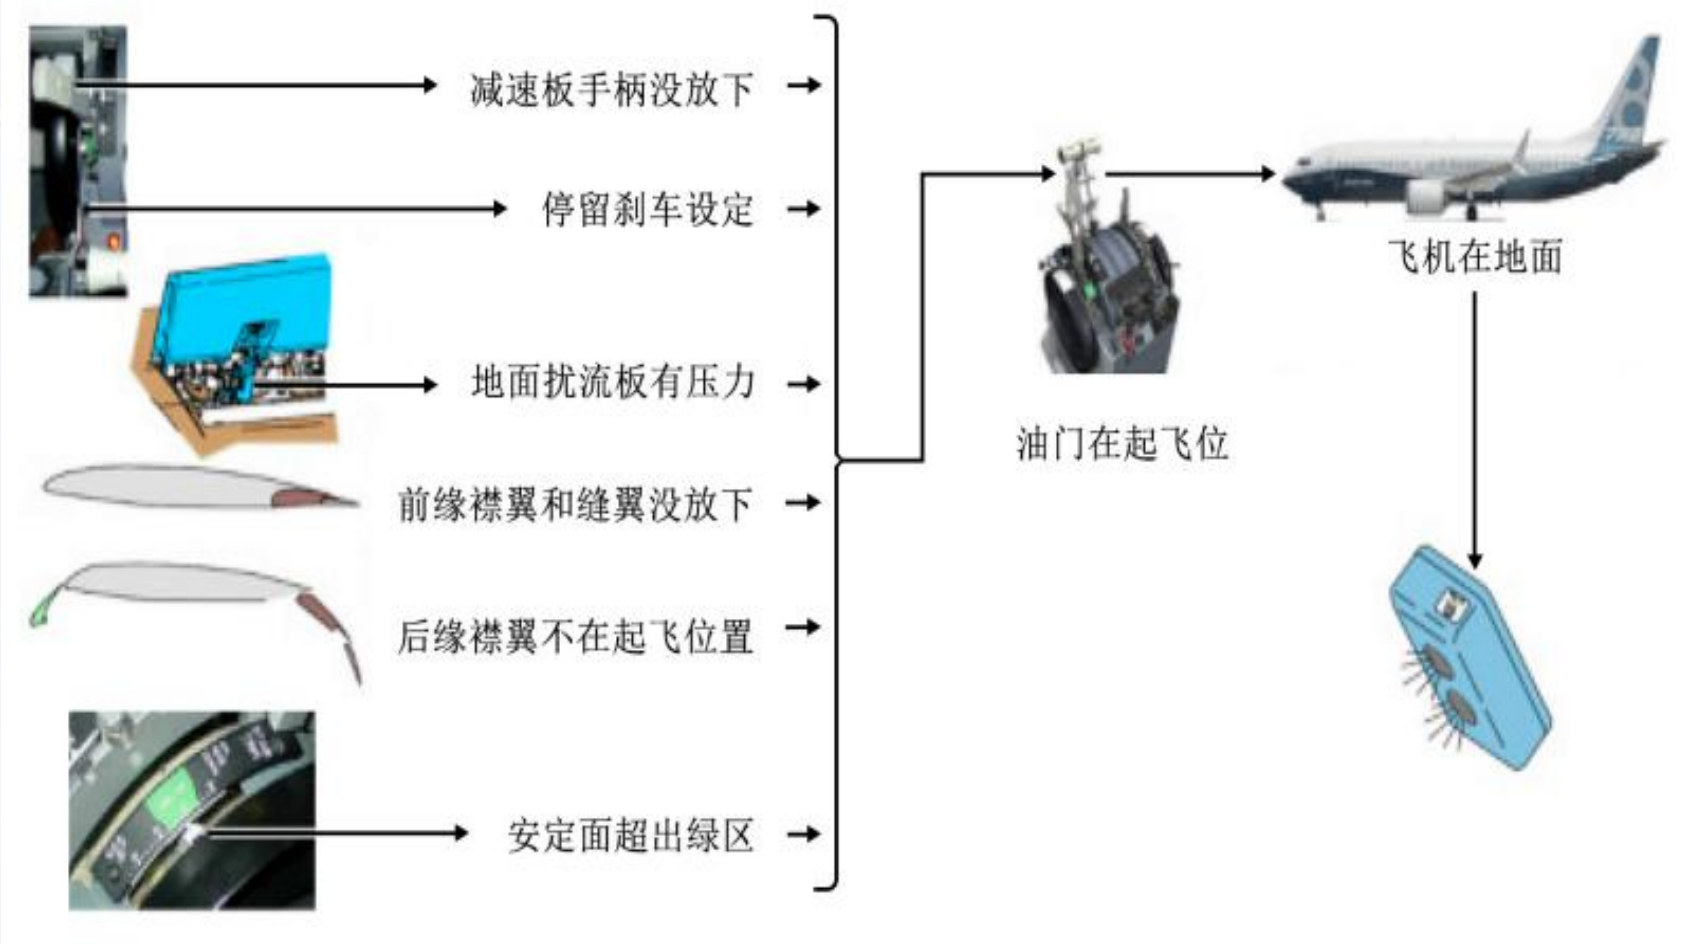 减速板手柄没放下
停留刹车设定
地面扰流板有压力
前缘襟翼和缝翼没放下
后缘襟翼不在起飞位置
安定面超出绿区
油门在起飞位
飞机在地面